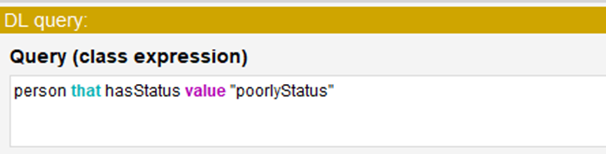 DL query:
Query (class expression)
person that hasStatus value "poorlyStatus"